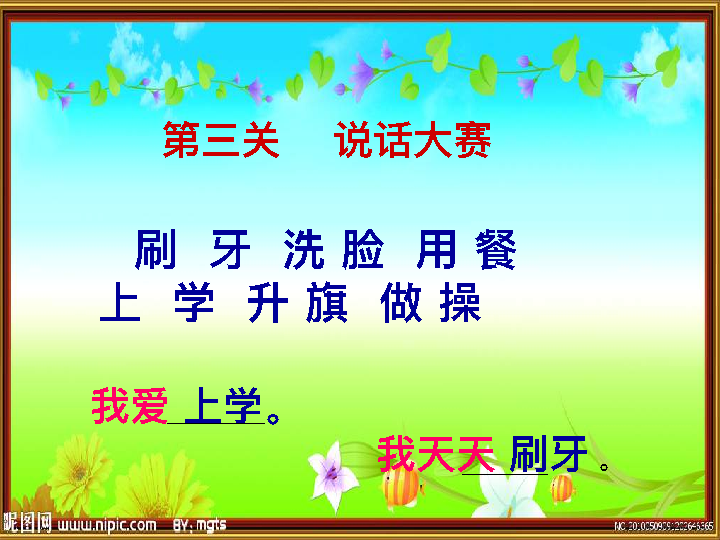 第三关 说话大赛
刷 牙 洗 脸 用 餐
上 学 升 旗 做 操
我爱 上学。
我天天 刷牙 。
昵图网 www.nipic.com BY:mgts
NO:20100509091202646365